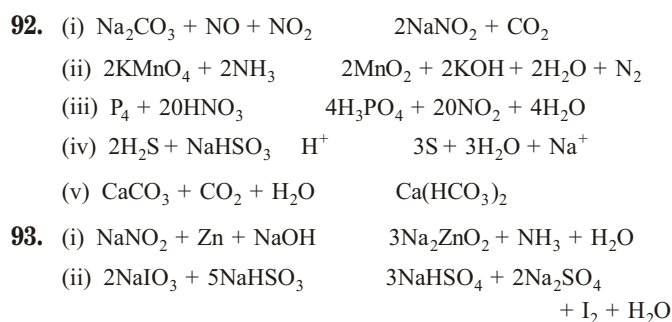 92. (i) Na₂CO₃ + NO + NO₂ 2NaNO₂ + CO₂
(ii) 2KMnO₄ + 2NH₃ 2MnO₂ + 2KOH + 2H₂O + N₂
(iii) P₄ + 20HNO₃ 4H₃PO₄ + 20NO₂ + 4H₂O
(iv) 2H₂S + NaHSO₃ H⁺ 3S + 3H₂O + Na⁺
(v) CaCO₃ + CO₂ + H₂O Ca(HCO₃)₂
93. (i) NaNO₂ + Zn + NaOH 3Na₂ZnO₂ + NH₃ + H₂O
(ii) 2NaIO₃ + 5NaHSO₃ 3NaHSO₄ + 2Na₂SO₄
+ I₂ + H₂O